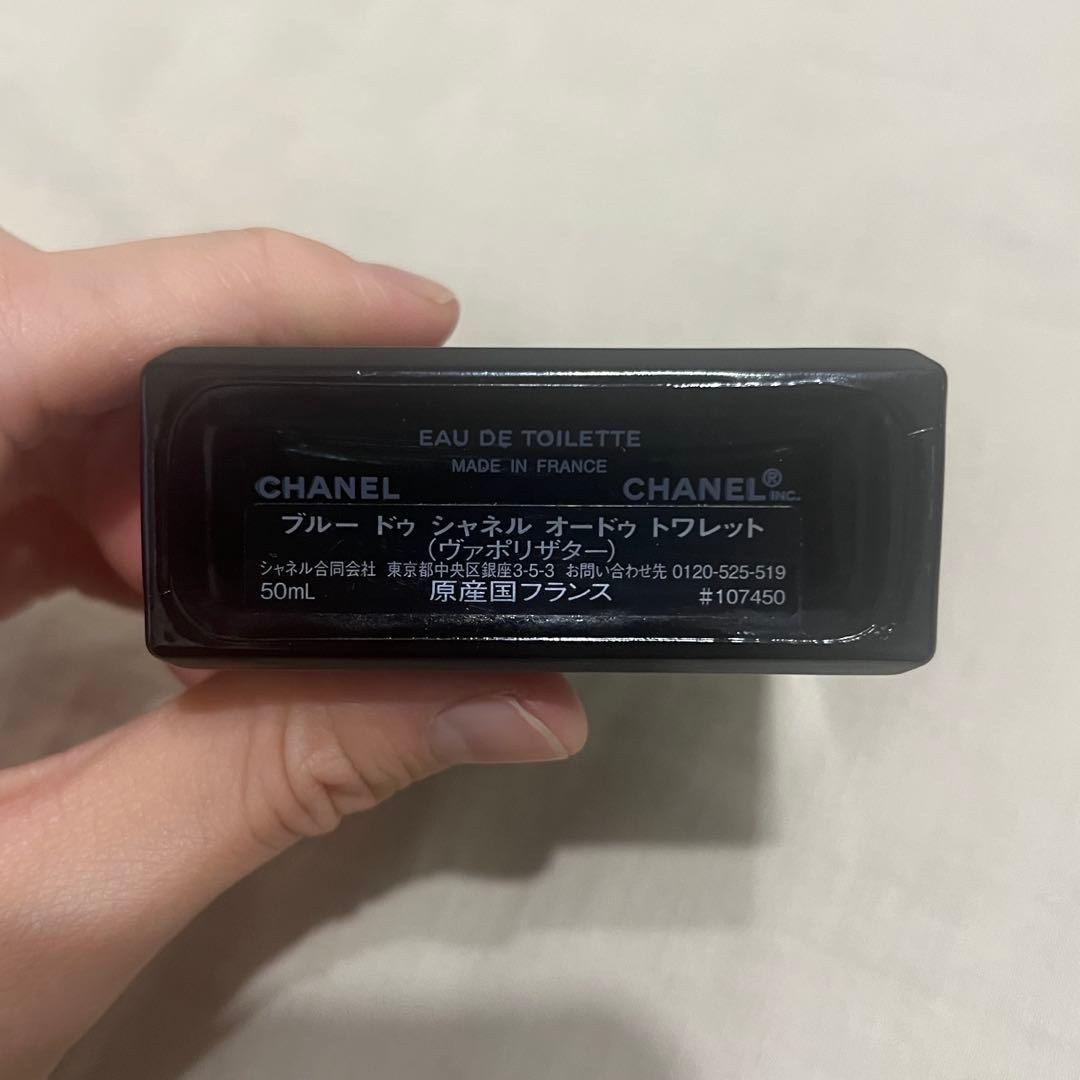 EAU DE TOILETTE
MADE IN FRANCE
CHANEL CHANEL® INC.
ブルー ドゥ シャネル オードゥ トワレット
(ヴァポリザター)
シャネル合同会社 東京都中央区銀座3-5-3 お問い合わせ先 0120-525-519
50mL 原産国フランス #107450